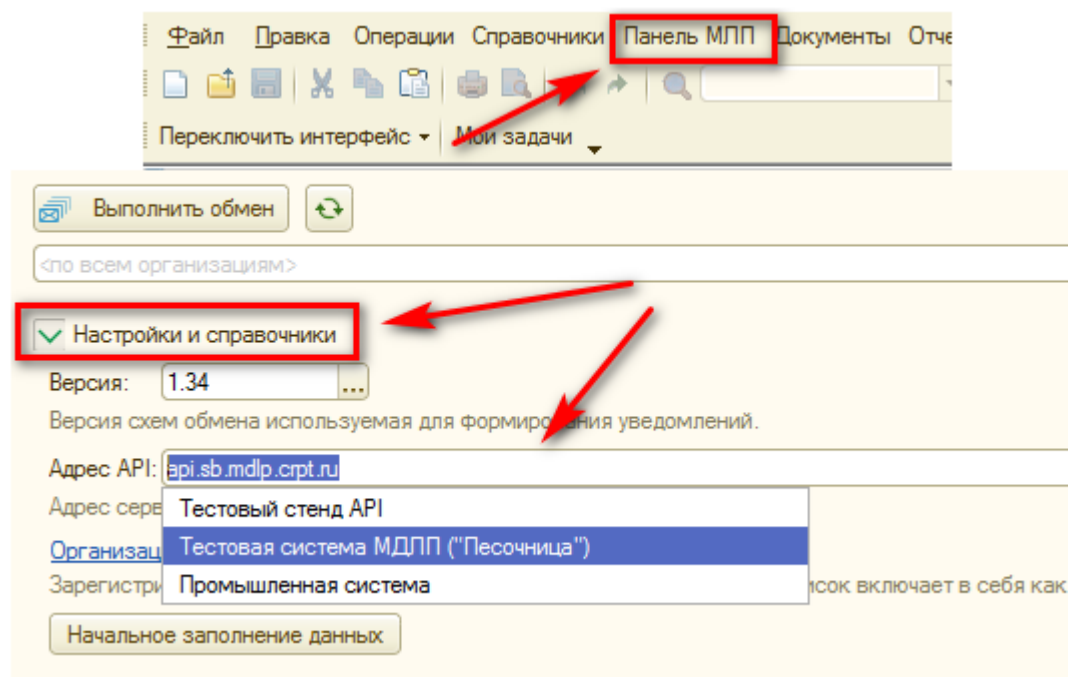 Файл Правка Операции Справочники Панель МЛП Документы Отче
Переключить интерфейс Мои задачи
Выполнить обмен
<по всем организациям>
Настройки и справочники
Версия: 1.34 ...
Версия схем обмена используемая для формирования уведомлений.
Адрес API: api.sb.mdlp.crpt.ru
Адрес серв
Тестовый стенд API
Организац
Тестовая система МДЛП ("Песочница")
Зарегистри
Промышленная система
исок включает в себя как
Начальное заполнение данных